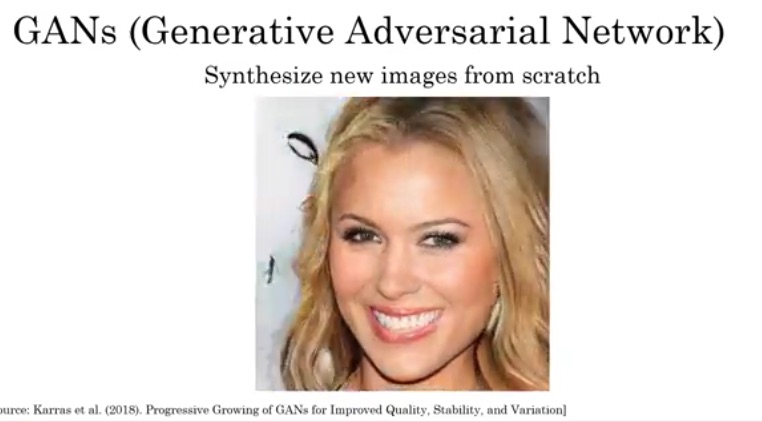 GANs (Generative Adversarial Network)
Synthesize new images from scratch
ource: Karras et al. (2018). Progressive Growing of GANs for Improved Quality, Stability, and Variation]